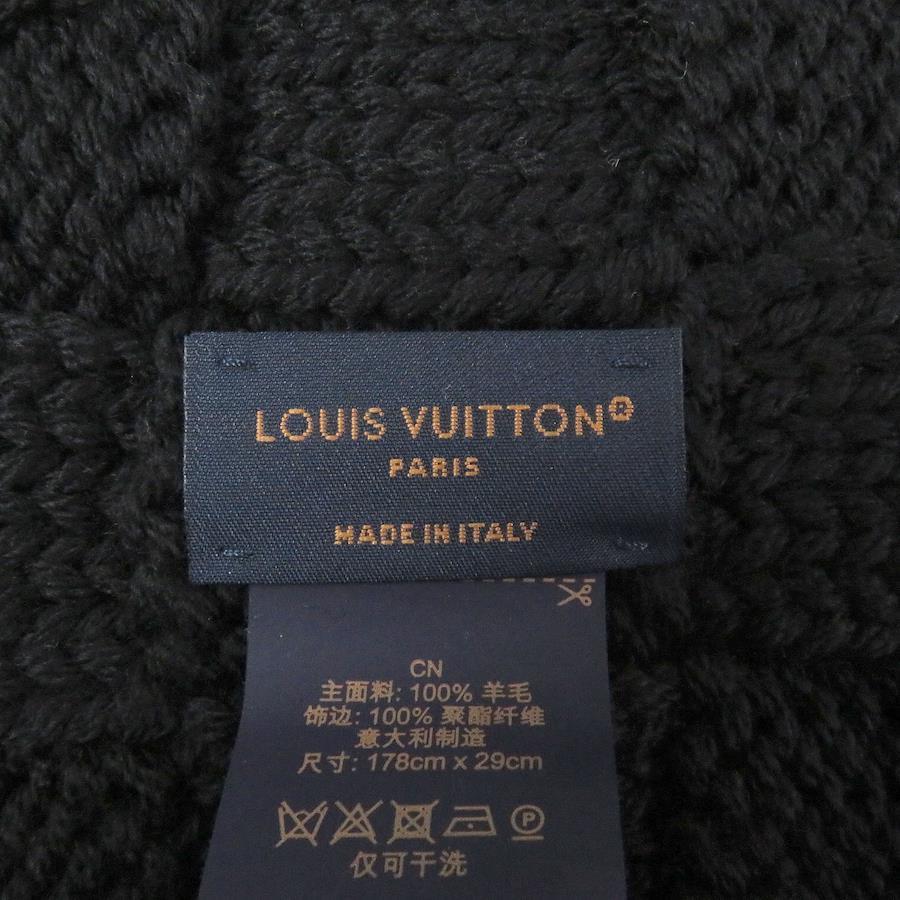 LOUIS VUITTON®
PARIS
MADE IN ITALY
CN
主面料: 100% 羊毛
饰边: 100% 聚酯纤维
意大利制造
尺寸: 178cm x 29cm
P
仅可干洗